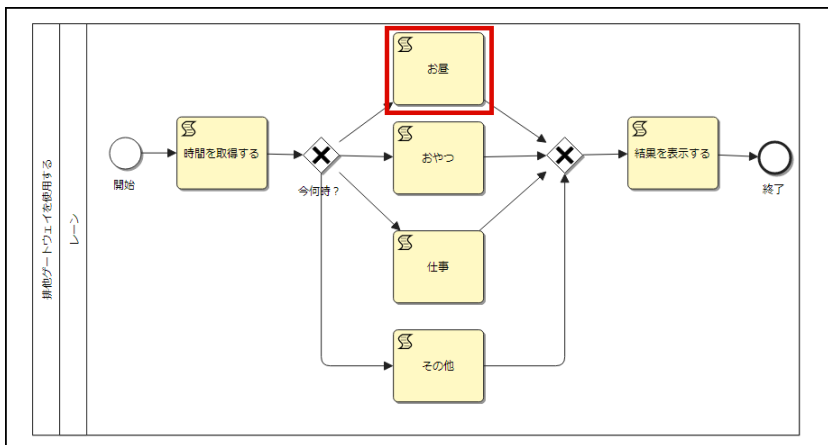 排他ゲートウェイを使用する
レーン
開始
時間を取得する
今何時？
お昼
おやつ
仕事
その他
結果を表示する
終了